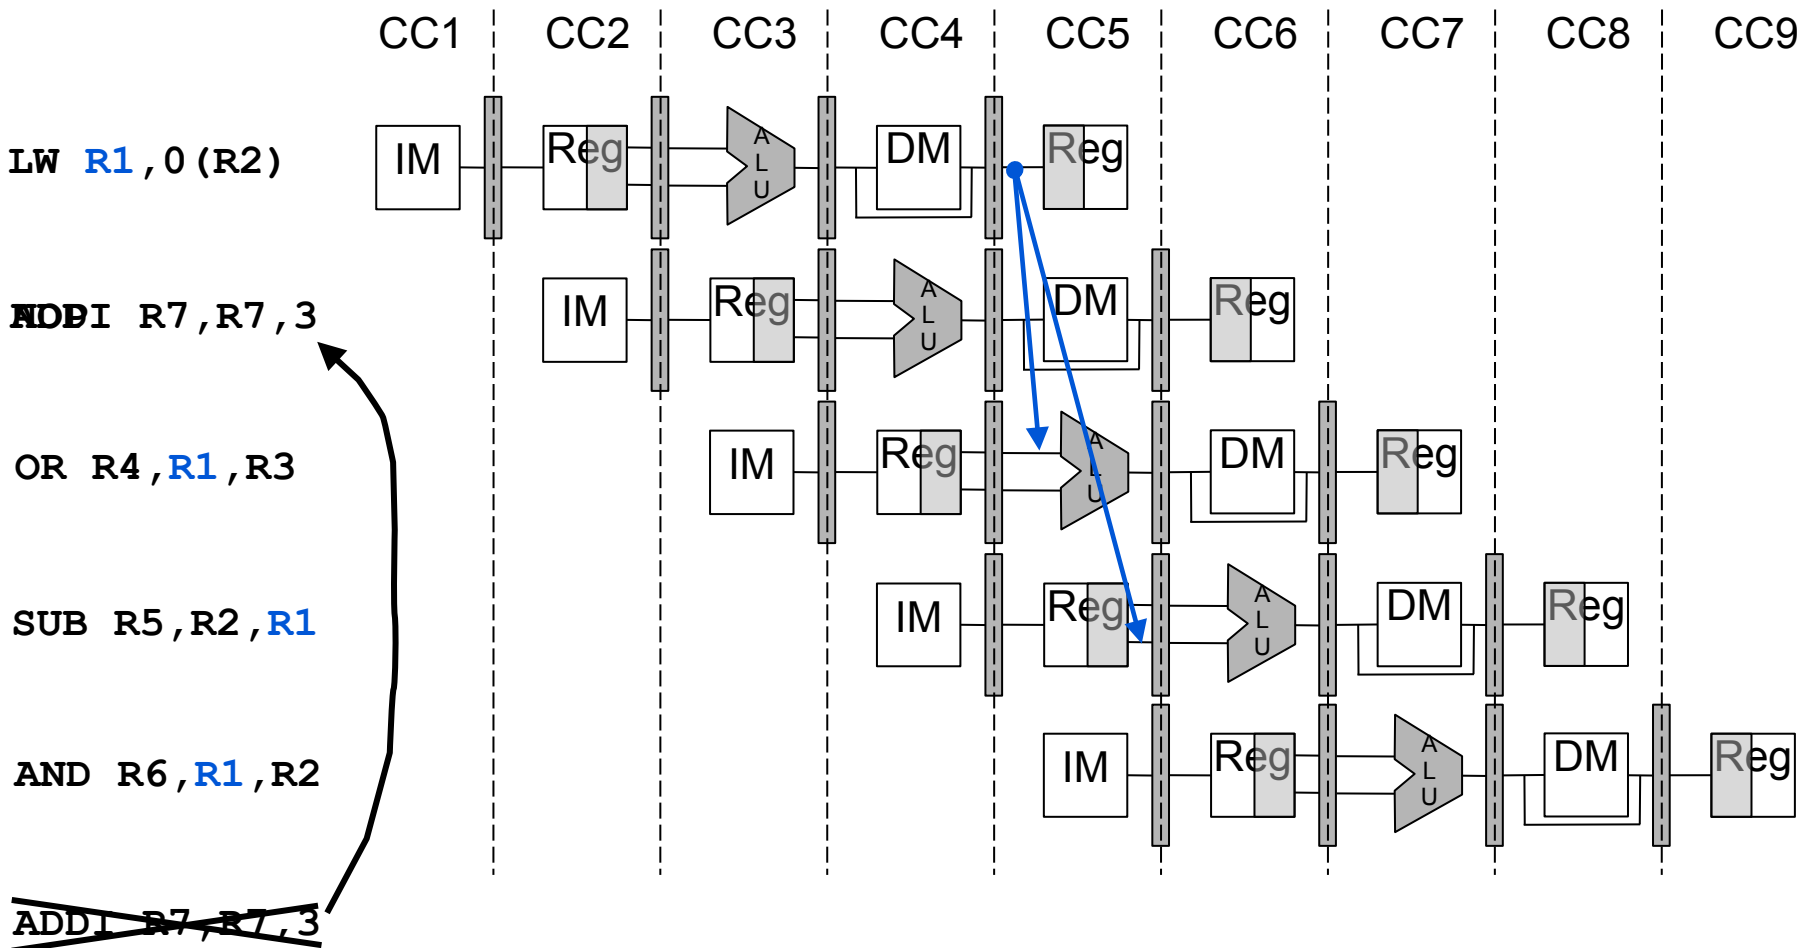 CC1 CC2 CC3 CC4 CC5 CC6 CC7 CC8 CC9
LW R1,0(R2) IM Reg ALU DM Reg
R7,R7,3 IM Reg ALU DM Reg
OR R4,R1,R3 IM Reg ALU DM Reg
SUB R5,R2,R1 IM Reg ALU DM Reg
AND R6,R1,R2 IM Reg ALU DM Reg
ADDI R7,R7,3